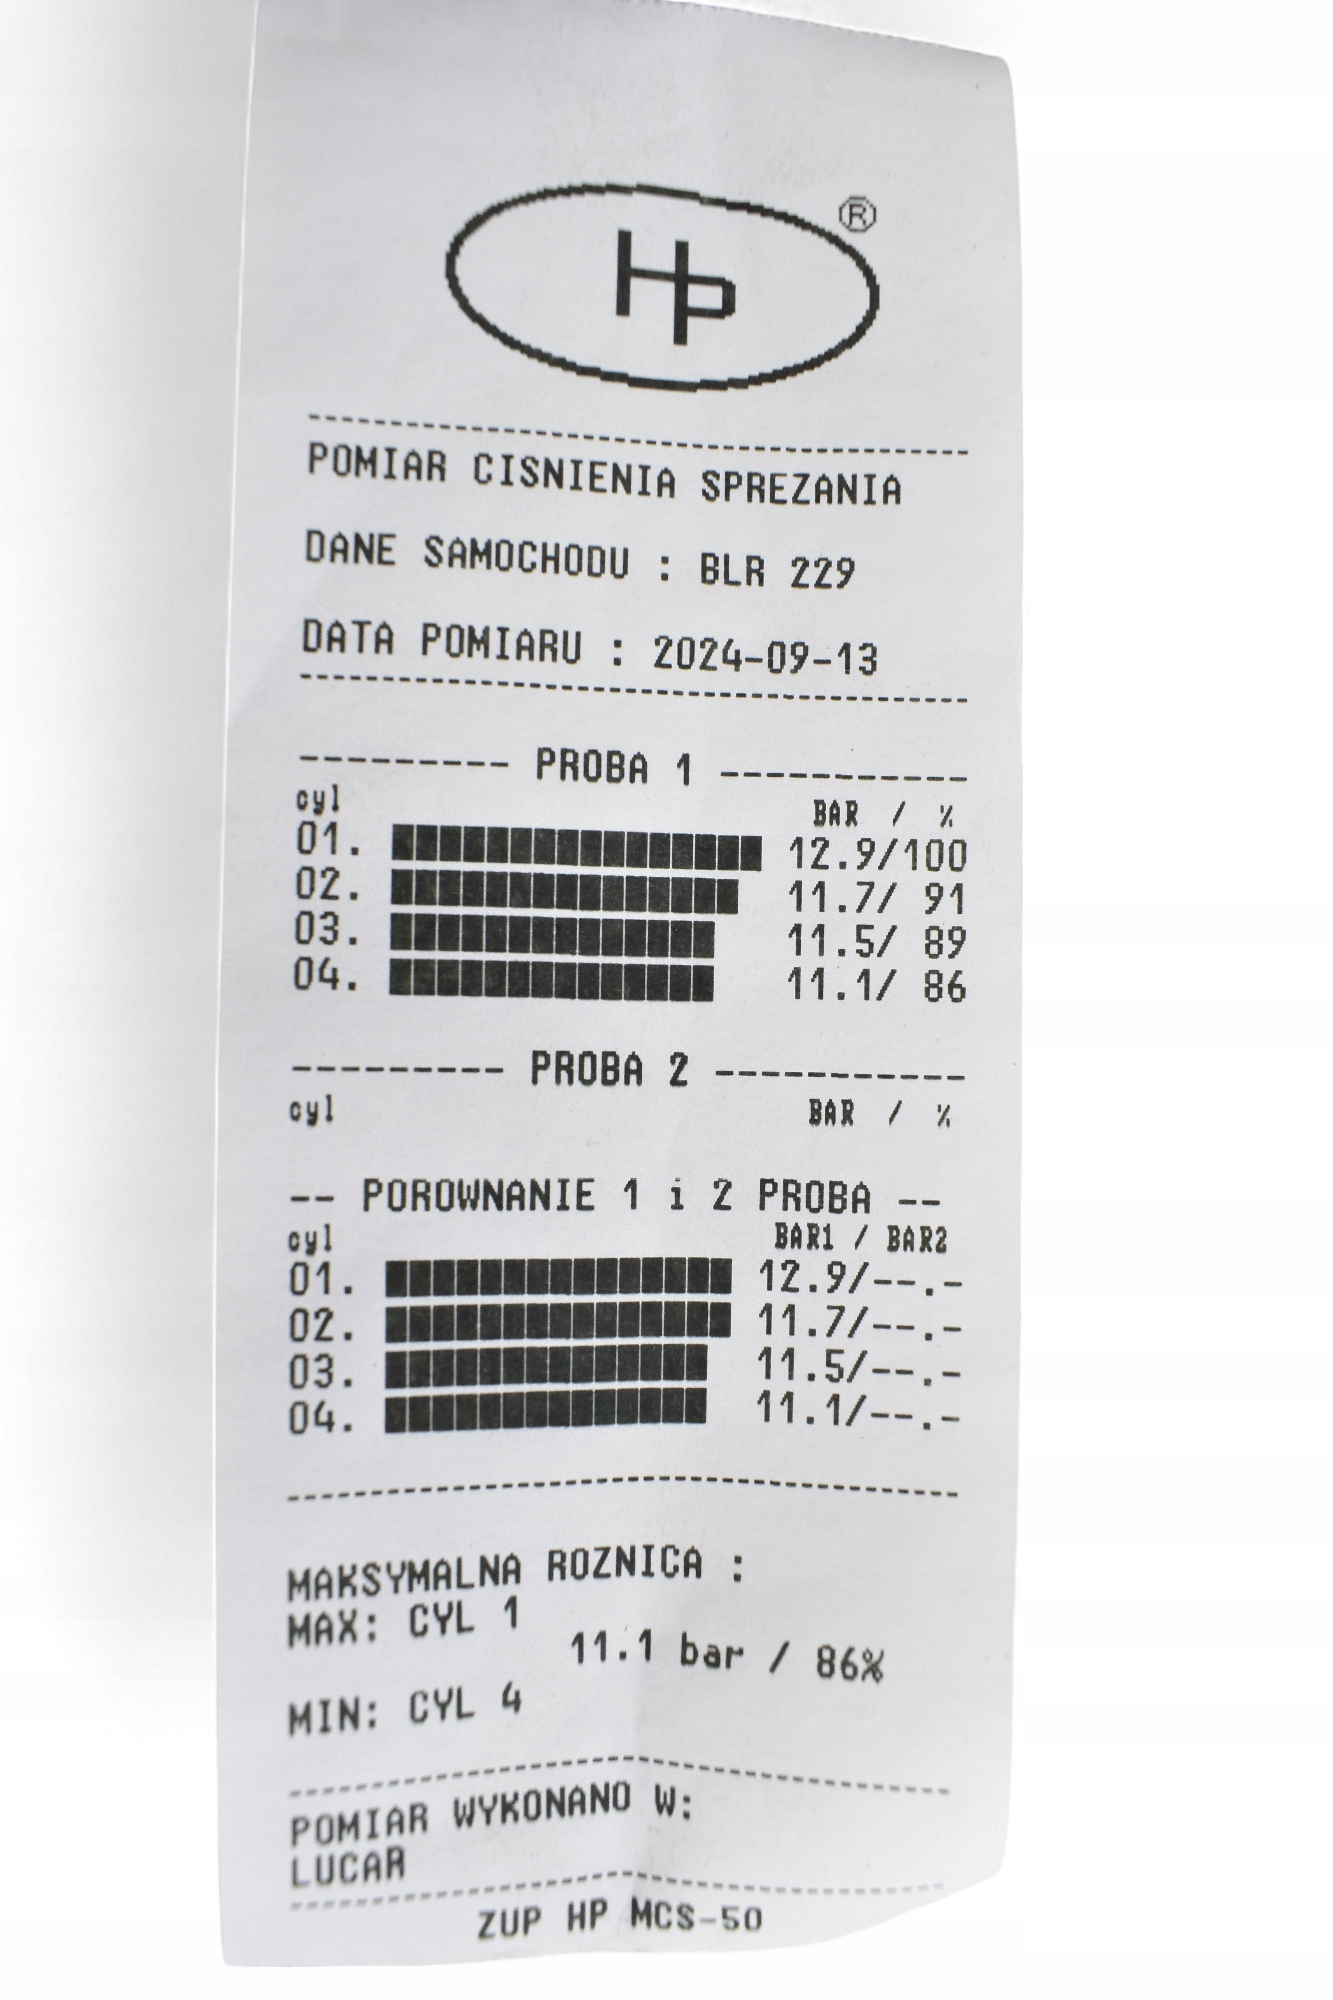 HP ®
POMIAR CISNIENIA SPREZANIA
DANE SAMOCHODU : BLR 229
DATA POMIARU : 2024-09-13
--------- PROBA 1 -----------
cyl BAR / %
01. 12.9/100
02. 11.7/ 91
03. 11.5/ 89
04. 11.1/ 86
--------- PROBA 2 -----------
cyl BAR / %
-- POROWNANIE 1 i 2 PROBA --
cyl BAR1 / BAR2
01. 12.9/--.-
02. 11.7/--.-
03. 11.5/--.-
04. 11.1/--.-
MAKSYMALNA ROZNICA :
MAX: CYL 1
11.1 bar / 86%
MIN: CYL 4
POMIAR WYKONANO W:
LUCAR
ZUP HP MCS-50